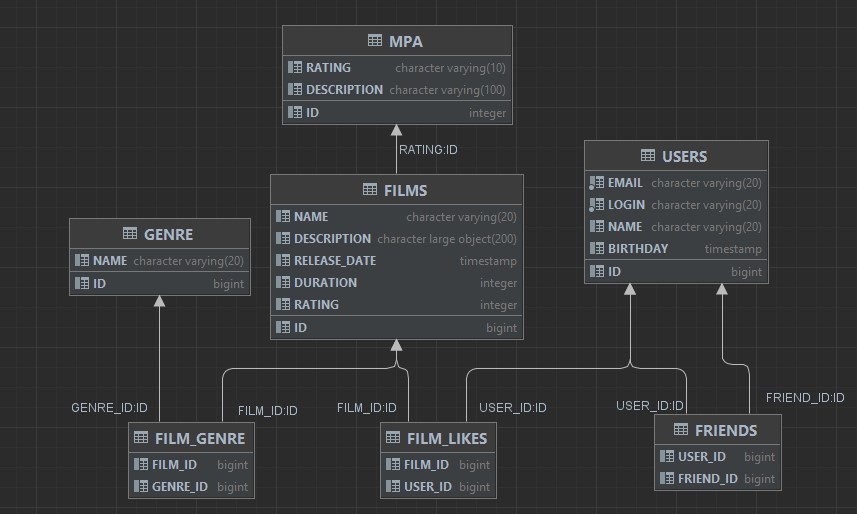 MPA
RATING character varying(10)
DESCRIPTION character varying(100)
ID integer
RATING:ID
FILMS
NAME character varying(20)
DESCRIPTION character large object(200)
RELEASE_DATE timestamp
DURATION integer
RATING integer
ID bigint
USERS
EMAIL character varying(20)
LOGIN character varying(20)
NAME character varying(20)
BIRTHDAY timestamp
ID bigint
GENRE
NAME character varying(20)
ID bigint
GENRE_ID:ID
FILM_ID:ID
FILM_ID:ID
USER_ID:ID
USER_ID:ID
FRIEND_ID:ID
FILM_GENRE
FILM_ID bigint
GENRE_ID bigint
FILM_LIKES
FILM_ID bigint
USER_ID bigint
FRIENDS
USER_ID bigint
FRIEND_ID bigint